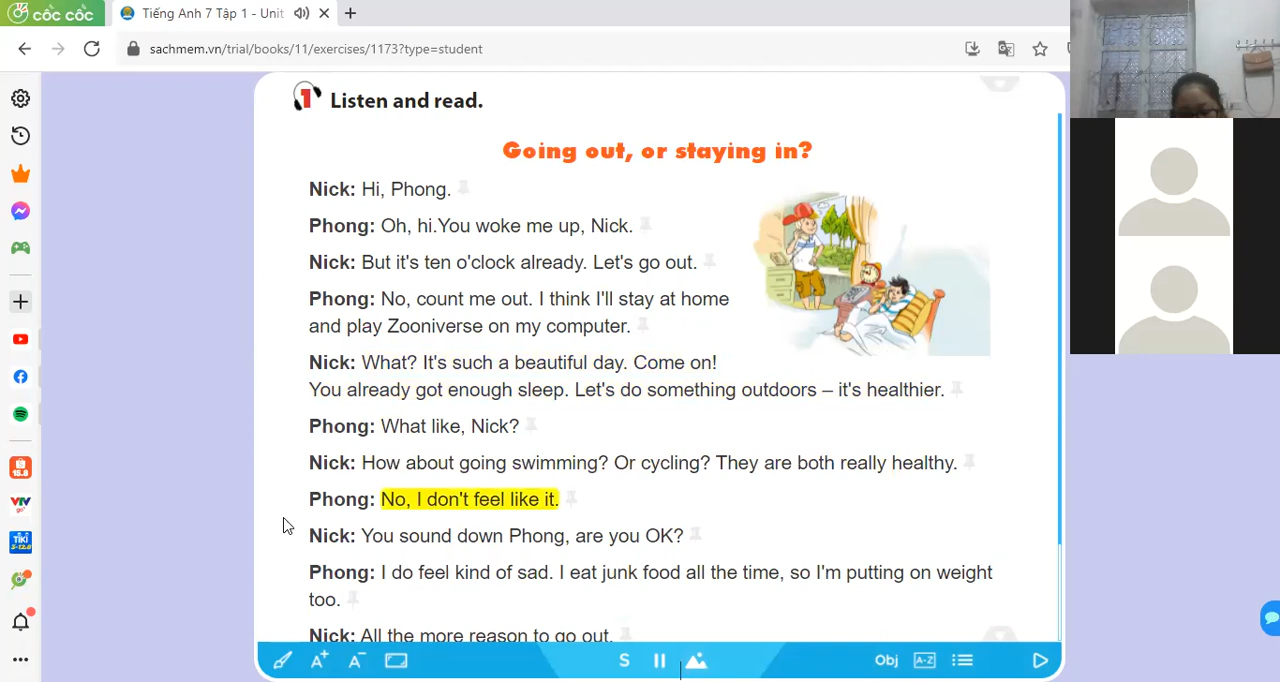 cốc cốc
Tiếng Anh 7 Tập 1 - Unit
sachmem.vn/trial/books/11/exercises/1173?type=student
1 Listen and read.
Going out, or staying in?
Nick: Hi, Phong.
Phong: Oh, hi.You woke me up, Nick.
Nick: But it's ten o'clock already. Let's go out.
Phong: No, count me out. I think I'll stay at home
and play Zooniverse on my computer.
Nick: What? It's such a beautiful day. Come on!
You already got enough sleep. Let's do something outdoors – it's healthier.
Phong: What like, Nick?
Nick: How about going swimming? Or cycling? They are both really healthy.
Phong: No, I don't feel like it.
Nick: You sound down Phong, are you OK?
Phong: I do feel kind of sad. I eat junk food all the time, so I'm putting on weight
too.
Nick: All the more reason to go out.
15.8
VTV
go
TIKI
A+ A- S Obj A-Z